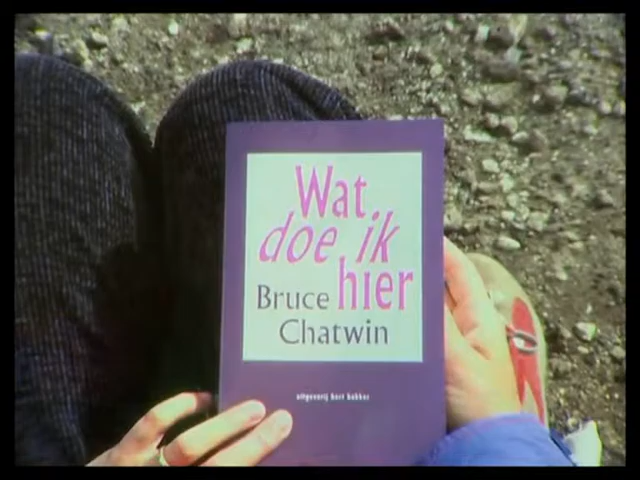 Wat
doe ik
hier
Bruce
Chatwin
uitgeverij bert bakker